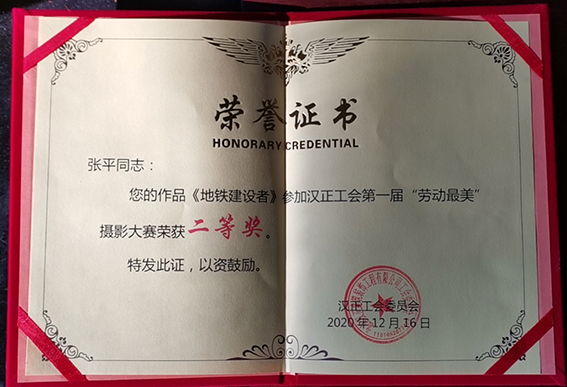 荣誉证书
HONORARY CREDENTIAL
张平同志：
您的作品《地铁建设者》参加汉正工会第一届“劳动最美”
摄影大赛荣获二等奖。
特发此证，以资鼓励。
汉正工会委员会
2020年12月16日